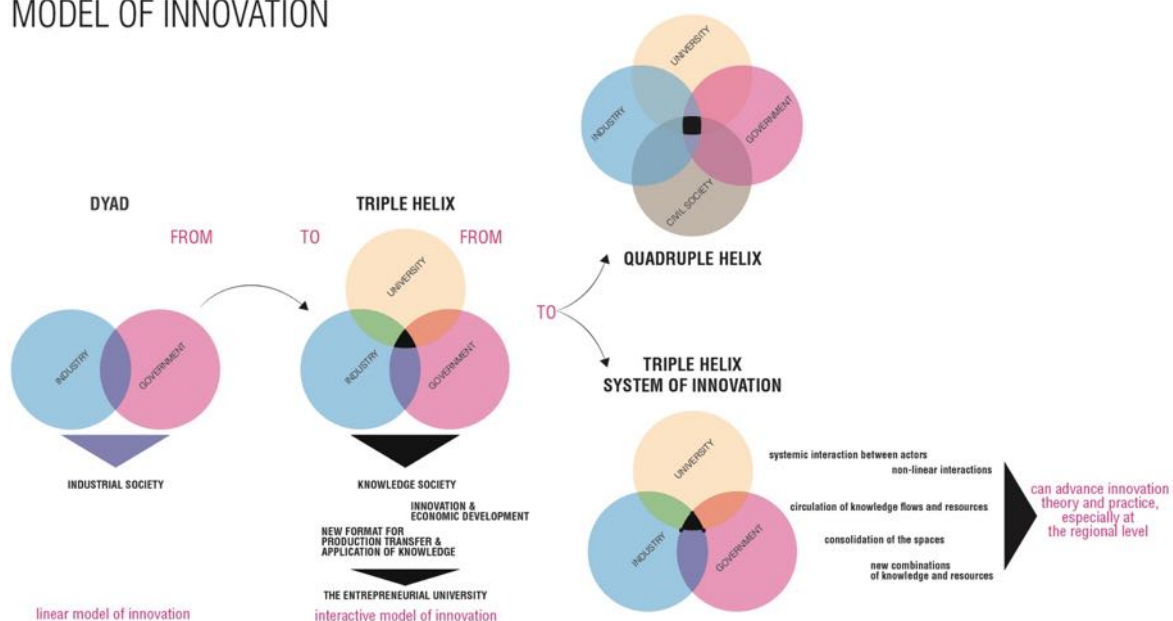 MODEL OF INNOVATION
DYAD
FROM
INDUSTRY
GOVERNMENT
INDUSTRIAL SOCIETY
linear model of innovation
TO
TRIPLE HELIX
FROM
UNIVERSITY
INDUSTRY
GOVERNMENT
KNOWLEDGE SOCIETY
INNOVATION &
ECONOMIC DEVELOPMENT
NEW FORMAT FOR
PRODUCTION TRANSFER &
APPLICATION OF KNOWLEDGE
THE ENTREPRENEURIAL UNIVERSITY
interactive model of innovation
TO
UNIVERSITY
INDUSTRY
GOVERNMENT
CIVIL SOCIETY
QUADRUPLE HELIX
TRIPLE HELIX
SYSTEM OF INNOVATION
UNIVERSITY
INDUSTRY
GOVERNMENT
systemic interaction between actors
non-linear interactions
circulation of knowledge flows and resources
consolidation of the spaces
new combinations
of knowledge and resources
can advance innovation
theory and practice,
especially at
the regional level